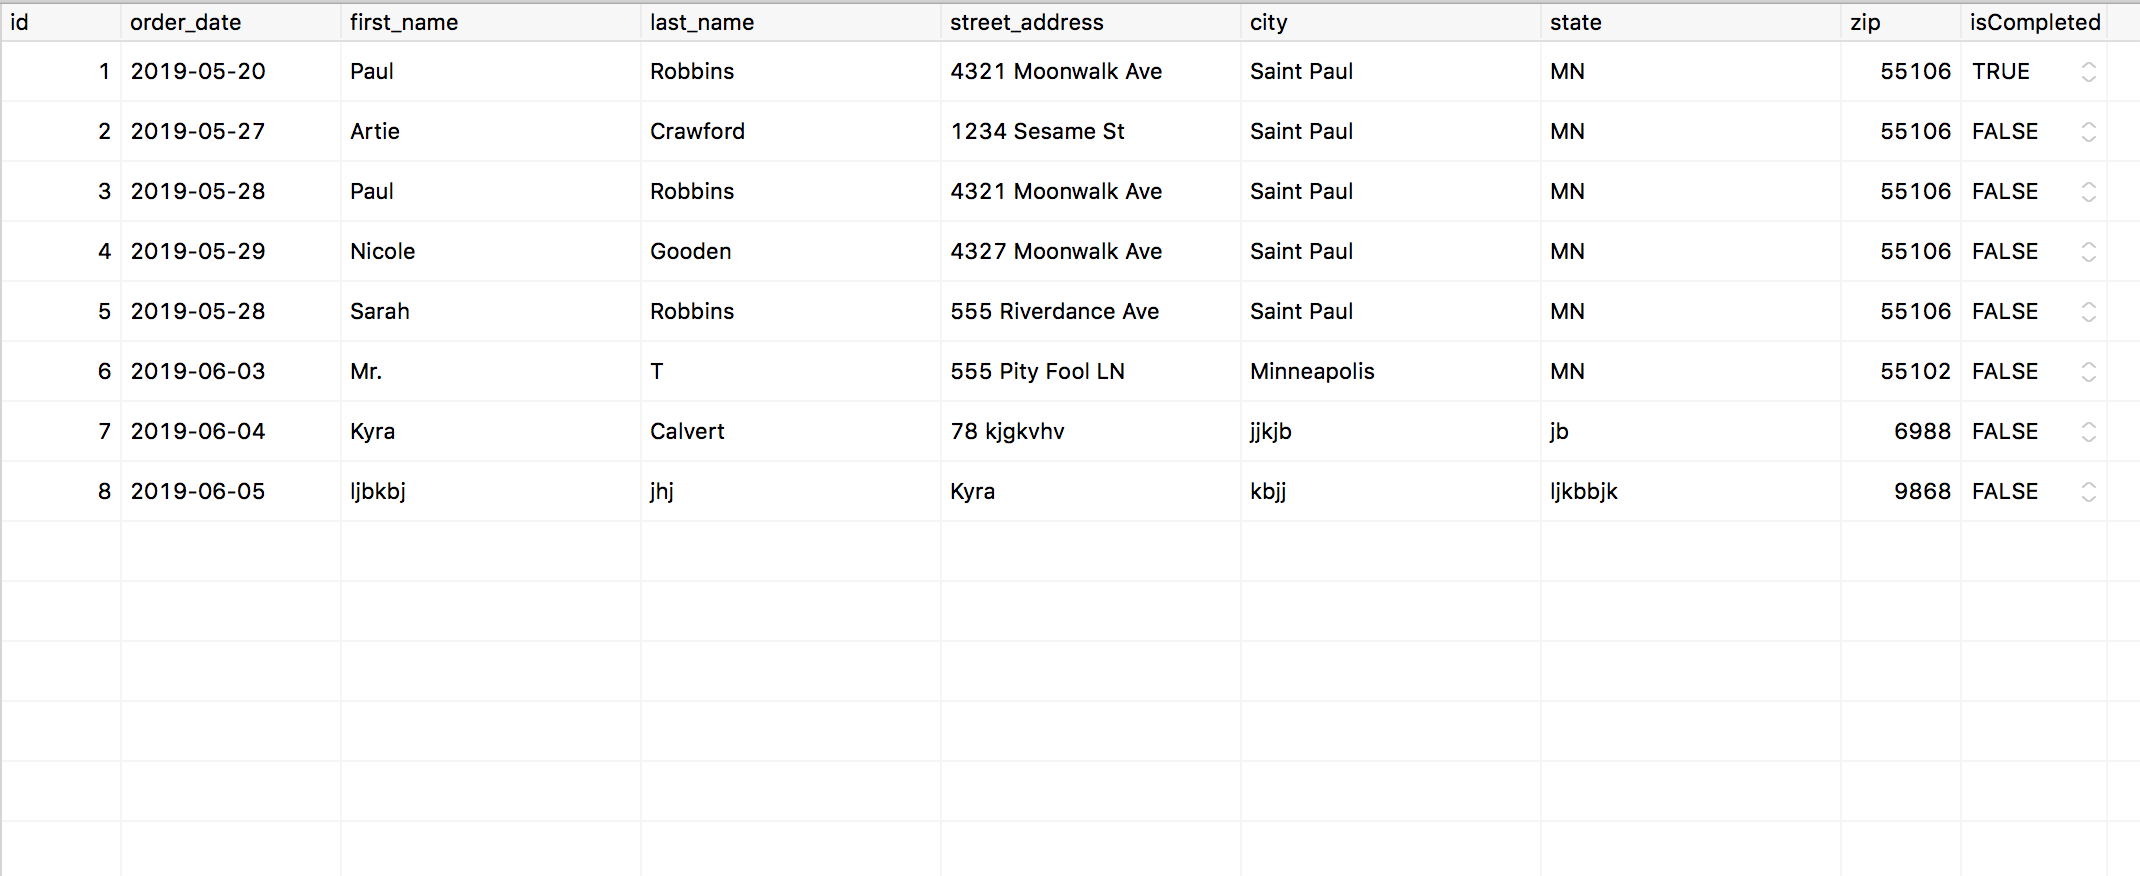 id order_date first_name last_name street_address city state zip isCompleted
1 2019-05-20 Paul Robbins 4321 Moonwalk Ave Saint Paul MN 55106 TRUE
2 2019-05-27 Artie Crawford 1234 Sesame St Saint Paul MN 55106 FALSE
3 2019-05-28 Paul Robbins 4321 Moonwalk Ave Saint Paul MN 55106 FALSE
4 2019-05-29 Nicole Gooden 4327 Moonwalk Ave Saint Paul MN 55106 FALSE
5 2019-05-28 Sarah Robbins 555 Riverdance Ave Saint Paul MN 55106 FALSE
6 2019-06-03 Mr. T 555 Pity Fool LN Minneapolis MN 55102 FALSE
7 2019-06-04 Kyra Calvert 78 kjgkvhv jjkjb jb 6988 FALSE
8 2019-06-05 ljbkbj jhj Kyra kbjj ljkbbjk 9868 FALSE